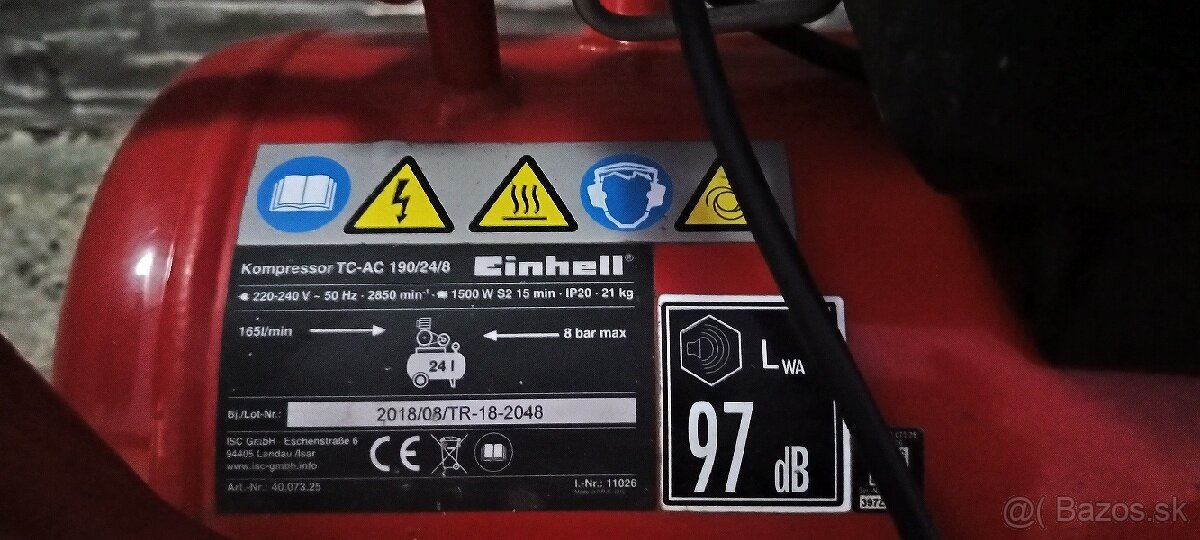 Kompressor TC-AC 190/24/8 Einhell®
220-240 V ~ 50 Hz · 2850 min⁻¹ · 1500 W S2 15 min · IP20 · 21 kg
165l/min 8 bar max
24 l
Bj./Lot-Nr.: 2018/08/TR-18-2048
ISC GmbH · Eschenstraße 6
94405 Landau /Isar
www.isc-gmbh.info
CE
Art.-Nr.: 40.073.25 I.-Nr.: 11026
LWA
97 dB
@( Bazos.sk